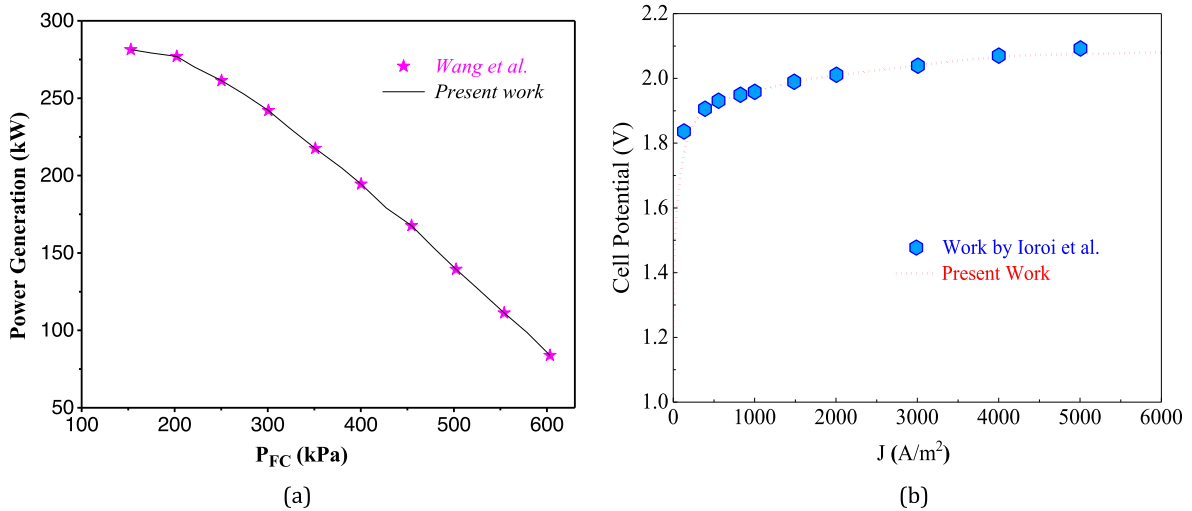 300
250
200
150
100
50
100
200
300
400
500
600
Power Generation (kW)
P_FC (kPa)
Wang et al.
Present work
(a)
2.2
2.0
1.8
1.6
1.4
1.2
1.0
0
1000
2000
3000
4000
5000
6000
Cell Potential (V)
J (A/m²)
Work by Ioroi et al.
Present Work
(b)